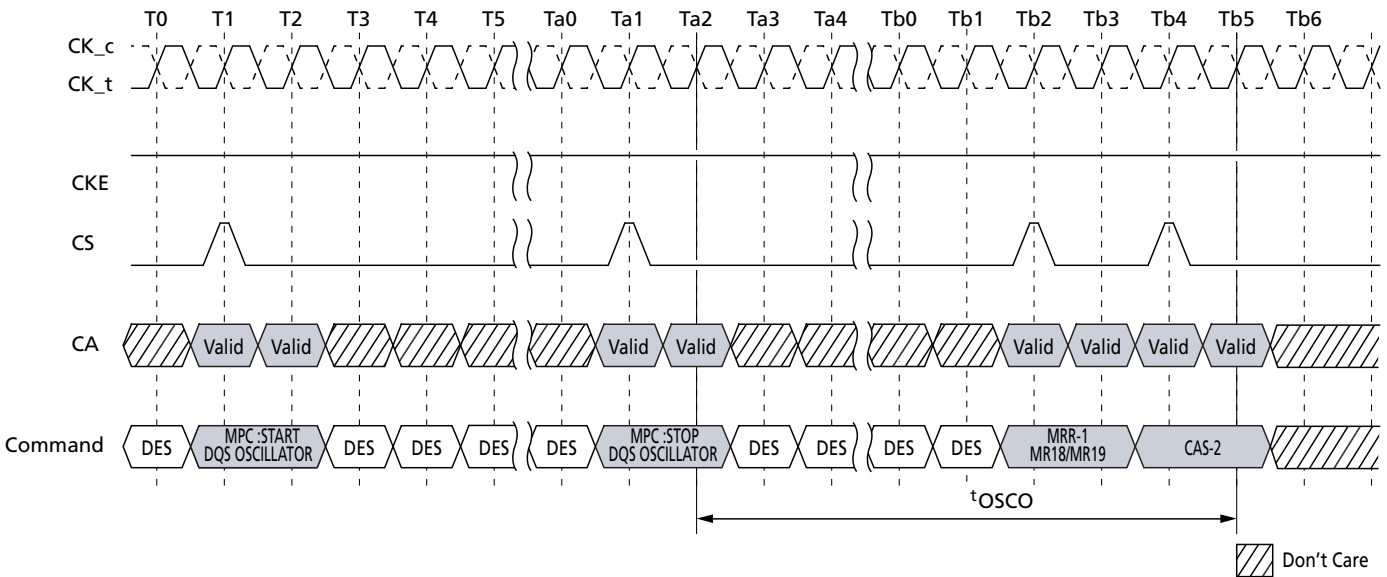 T0 T1 T2 T3 T4 T5 Ta0 Ta1 Ta2 Ta3 Ta4 Tb0 Tb1 Tb2 Tb3 Tb4 Tb5 Tb6
CK_c
CK_t
CKE
CS
CA Valid Valid Valid Valid Valid Valid Valid Valid
Command DES MPC :START DQS OSCILLATOR DES DES DES DES MPC :STOP DQS OSCILLATOR DES DES DES DES MRR-1 MR18/MR19 CAS-2
tOSCO
Don't Care